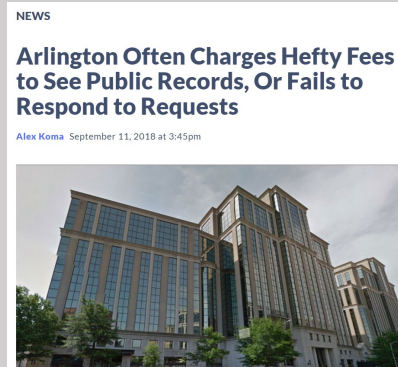 NEWS
Arlington Often Charges Hefty Fees
to See Public Records, Or Fails to
Respond to Requests
Alex Koma September 11, 2018 at 3:45pm